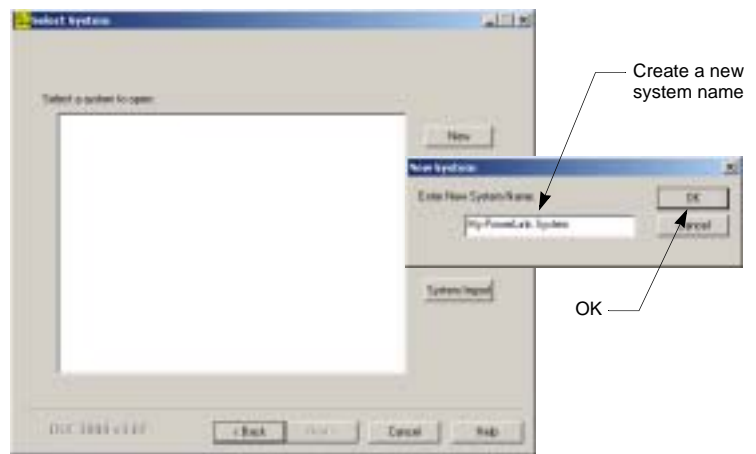 Select System
Create a new
system name
Select a system to open:
New
New System
Enter New System Name:
OK
My PowerLab System
Cancel
System Import
OK
< Back
Next >
Cancel
Help